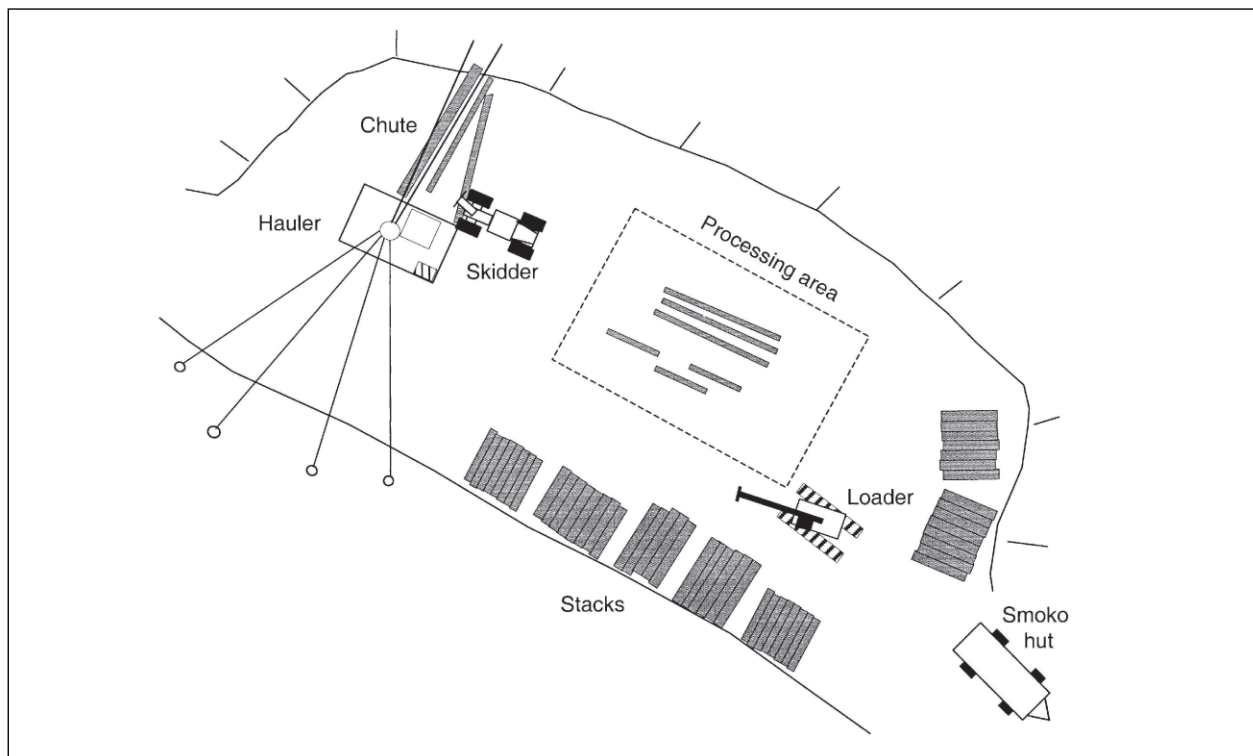 Chute
Hauler
Skidder
Processing area
Loader
Stacks
Smoko
hut